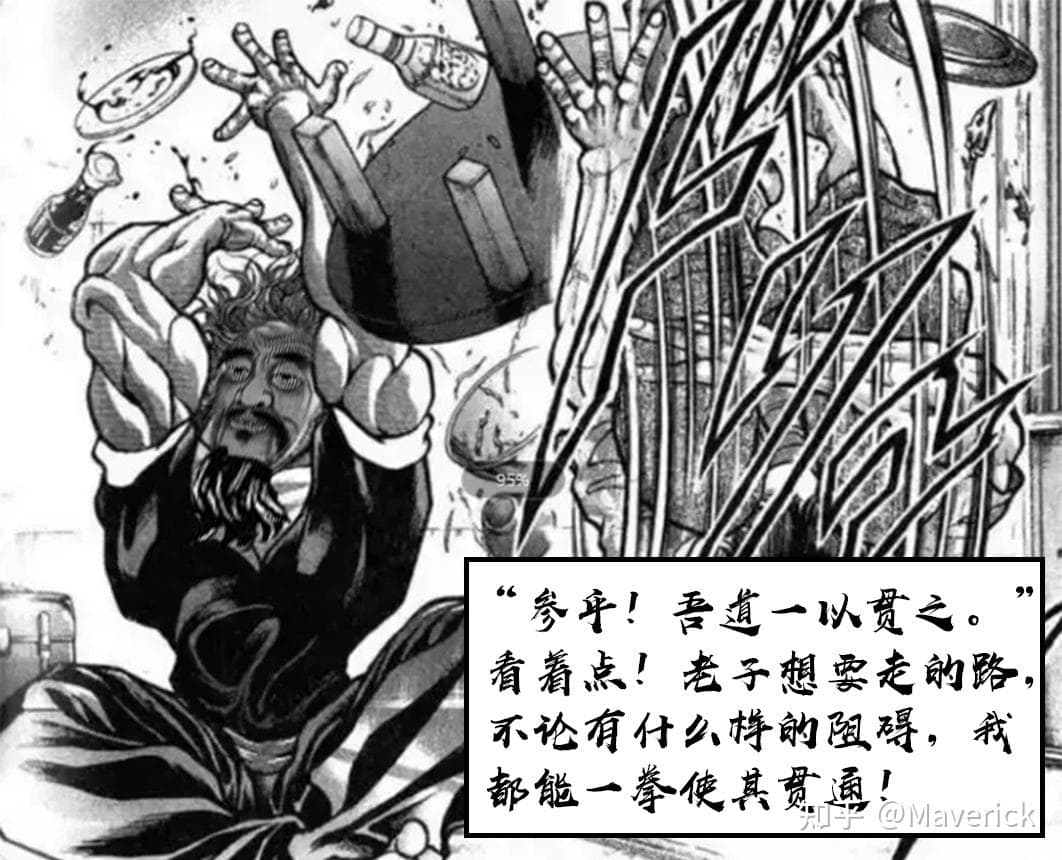 95%
“参乎！吾道一以贯之。”
看着点！老子想要走的路，
不论有什么样的阻碍，我
都能一拳使其贯通！
知乎 @Maverick